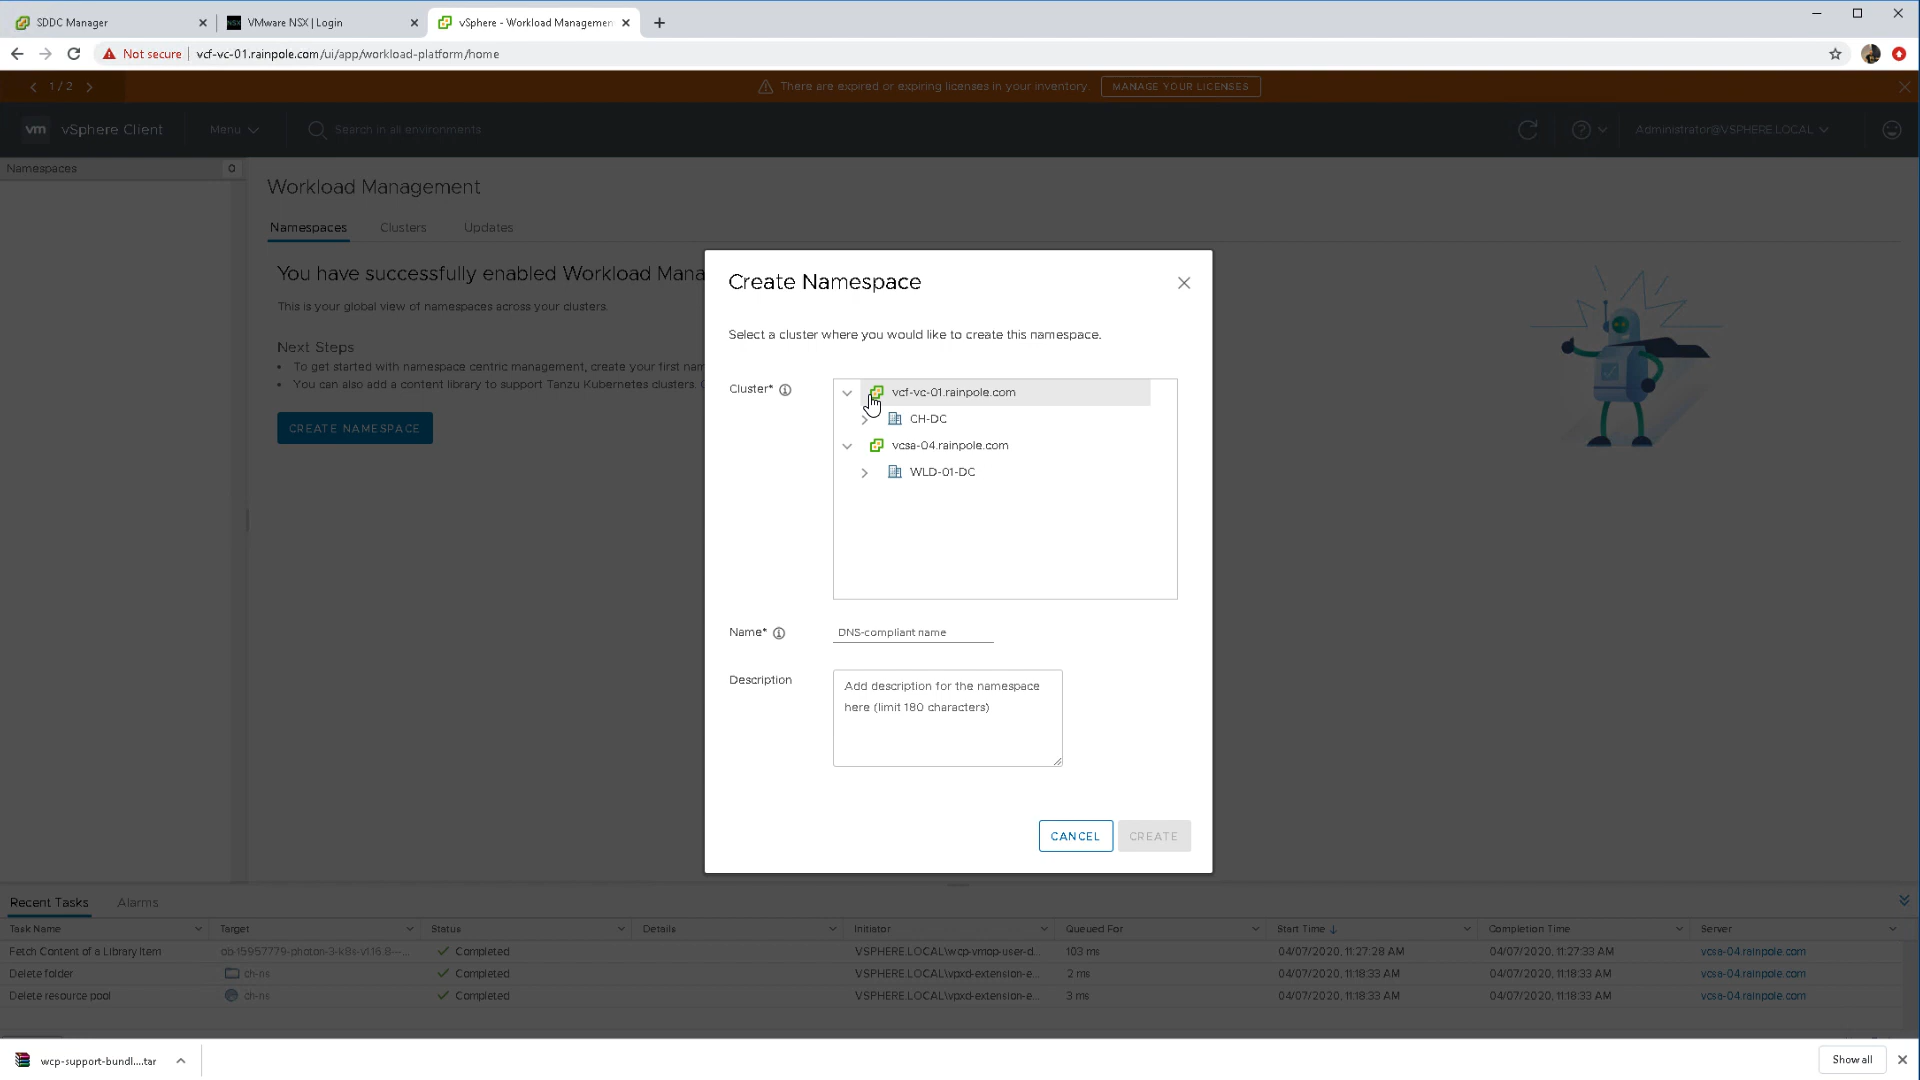 SDDC Manager
VMware NSX | Login
vSphere - Workload Managemen
Not secure
vcf-vc-01.rainpole.com/ui/app/workload-platform/home
1 / 2
There are expired or expiring licenses in your inventory.
MANAGE YOUR LICENSES
vm
vSphere Client
Menu
Search in all environments
Administrator@VSPHERE.LOCAL
Namespaces
Workload Management
Namespaces
Clusters
Updates
You have successfully enabled Workload Mana
This is your global view of namespaces across your clusters.
Next Steps
• To get started with namespace centric management, create your first nam
• You can also add a content library to support Tanzu Kubernetes clusters.
CREATE NAMESPACE
Create Namespace
Select a cluster where you would like to create this namespace.
Cluster*
vcf-vc-01.rainpole.com
CH-DC
vcsa-04.rainpole.com
WLD-01-DC
Name*
DNS-compliant name
Description
Add description for the namespace
here (limit 180 characters)
CANCEL
CREATE
Recent Tasks
Alarms
Task Name
Target
Status
Details
Initiator
Queued For
Start Time ↓
Completion Time
Server
Fetch Content of a Library Item
ob-15957779-photon-3-k8s-v1.16.8—...
Completed
VSPHERE.LOCAL\wcp-vmop-user-d...
103 ms
04/07/2020, 11:27:28 AM
04/07/2020, 11:27:33 AM
vcsa-04.rainpole.com
Delete folder
ch-ns
Completed
VSPHERE.LOCAL\vpxd-extension-e...
2 ms
04/07/2020, 11:18:33 AM
04/07/2020, 11:18:33 AM
vcsa-04.rainpole.com
Delete resource pool
ch-ns
Completed
VSPHERE.LOCAL\vpxd-extension-e...
3 ms
04/07/2020, 11:18:33 AM
04/07/2020, 11:18:33 AM
vcsa-04.rainpole.com
wcp-support-bundl....tar
Show all